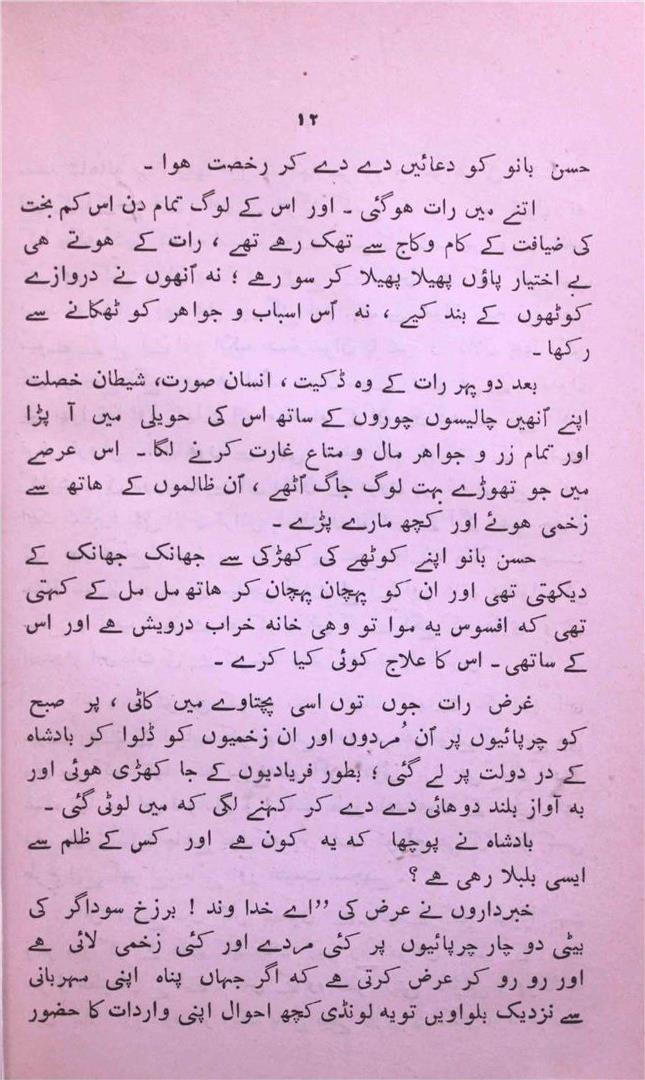 ۱۲
حسن بانو کو دعائیں دے دے کر رخصت ھوا ۔
اتنے میں رات ھوگئی ۔ اور اس کے لوگ تمام دن اس کم بخت
کی ضیافت کے کام وکاج سے تھک رھے تھے ، رات کے ھوتے ھی
بے اختیار پاؤں پھیلا پھیلا کر سو رھے ؛ نہ اُنھوں نے دروازے
کوٹھوں کے بند کیے ، نہ اُس اسباب و جواھر کو ٹھکانے سے
رکھا ۔
بعد دو پہر رات کے وہ ڈکیت ، انسان صورت، شیطان خصلت
اپنے اُنھیں چالیسوں چوروں کے ساتھ اس کی حویلی میں آ پڑا
اور تمام زر و جواھر مال و متاع غارت کرنے لگا ۔ اس عرصے
میں جو تھوڑے بہت لوگ جاگ اُٹھے ، اُن ظالموں کے ھاتھ سے
زخمی ھوئے اور کچھ مارے پڑے ۔
حسن بانو اپنے کوٹھے کی کھڑکی سے جھانک جھانک کے
دیکھتی تھی اور ان کو پہچان پہچان کر ھاتھ مل مل کے کہتی
تھی کہ افسوس یہ موا تو وھی خانہ خراب درویش ھے اور اس
کے ساتھی ۔ اس کا علاج کوئی کیا کرے ۔
غرض رات جوں توں اسی پچتاوے میں کاٹی ، پر صبح
کو چرپائیوں پر اُن مُردوں اور ان زخمیوں کو ڈلوا کر بادشاہ
کے در دولت پر لے گئی ؛ بطور فریادیوں کے جا کھڑی ھوئی اور
بہ آواز بلند دوھائی دے دے کر کہنے لگی کہ میں لوٹی گئی ۔
بادشاہ نے پوچھا کہ یہ کون ھے اور کس کے ظلم سے
ایسی بلبلا رھی ھے ؟
خبرداروں نے عرض کی ”اے خدا وند ! برزخ سوداگر کی
بیٹی دو چار چرپائیوں پر کئی مردے اور کئی زخمی لائی ھے
اور رو رو کر عرض کرتی ھے کہ اگر جہاں پناہ اپنی مہربانی
سے نزدیک بلواویں تو یہ لونڈی کچھ احوال اپنی واردات کا حضور